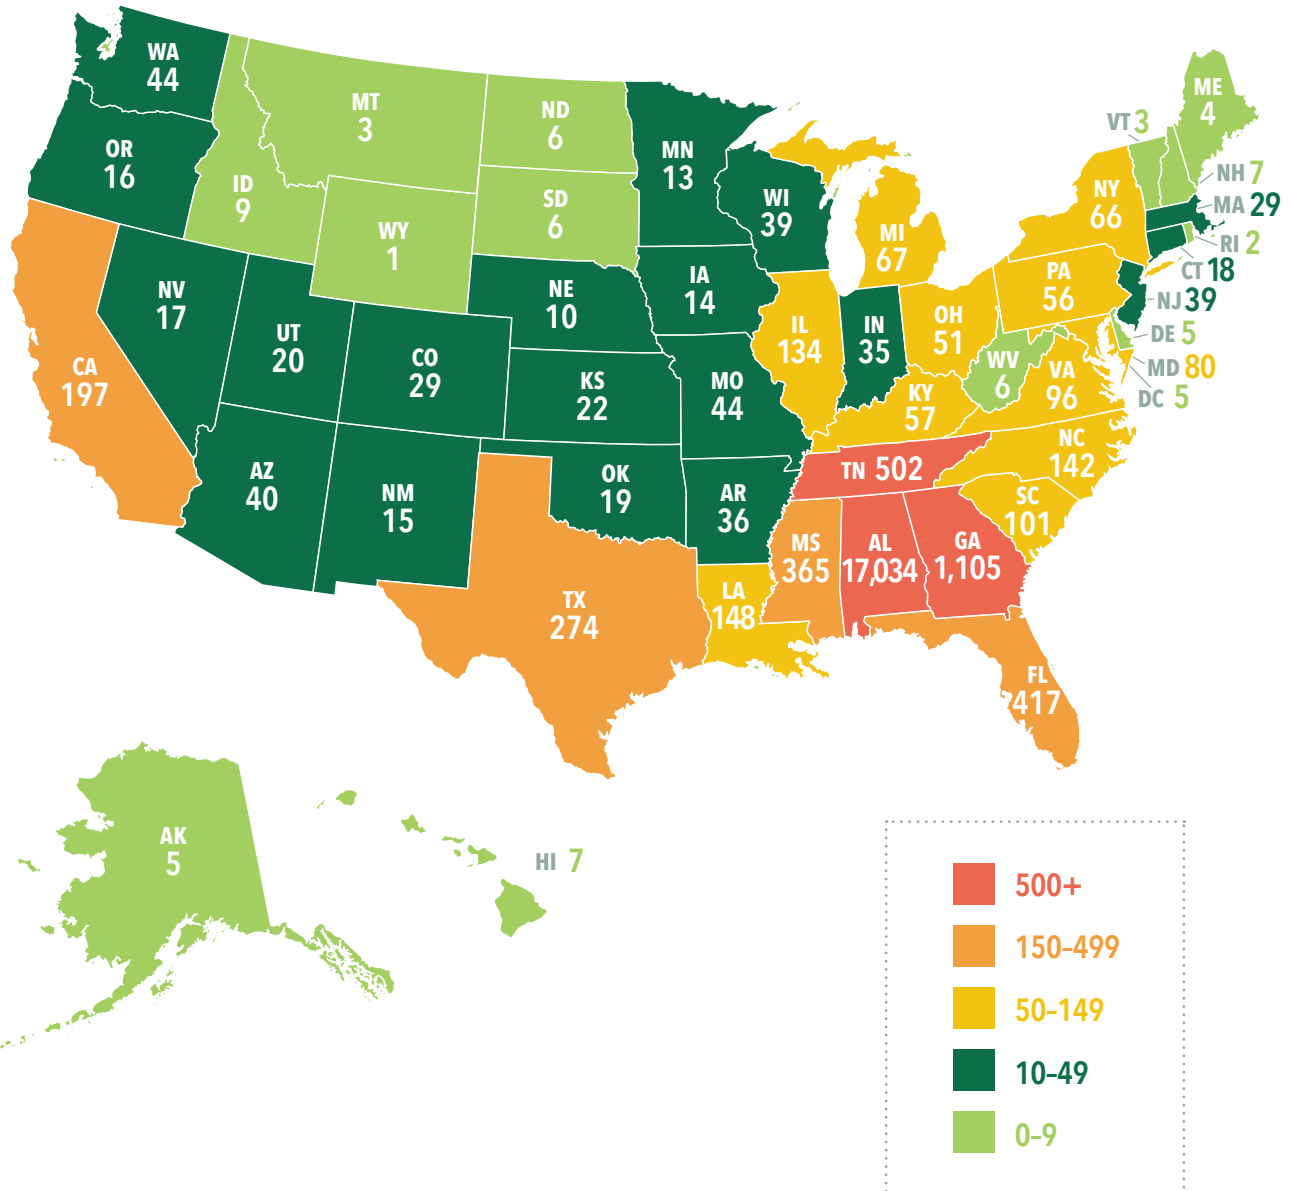 WA
44
MT
3
ND
6
MN
13
ME
4
VT 3
OR
16
ID
9
SD
6
WI
39
NY
66
NH 7
MA 29
WY
1
MI
67
RI 2
CT 18
NV
17
NE
10
IA
14
PA
56
NJ 39
UT
20
CO
29
IL
134
IN
35
OH
51
DE 5
CA
197
KS
22
MO
44
WV
6
VA
96
MD 80
DC 5
KY
57
NC
142
AZ
40
NM
15
OK
19
AR
36
TN 502
SC
101
MS
365
AL
17,034
GA
1,105
TX
274
LA
148
FL
417
AK
5
HI 7
500+
150–499
50–149
10–49
0–9